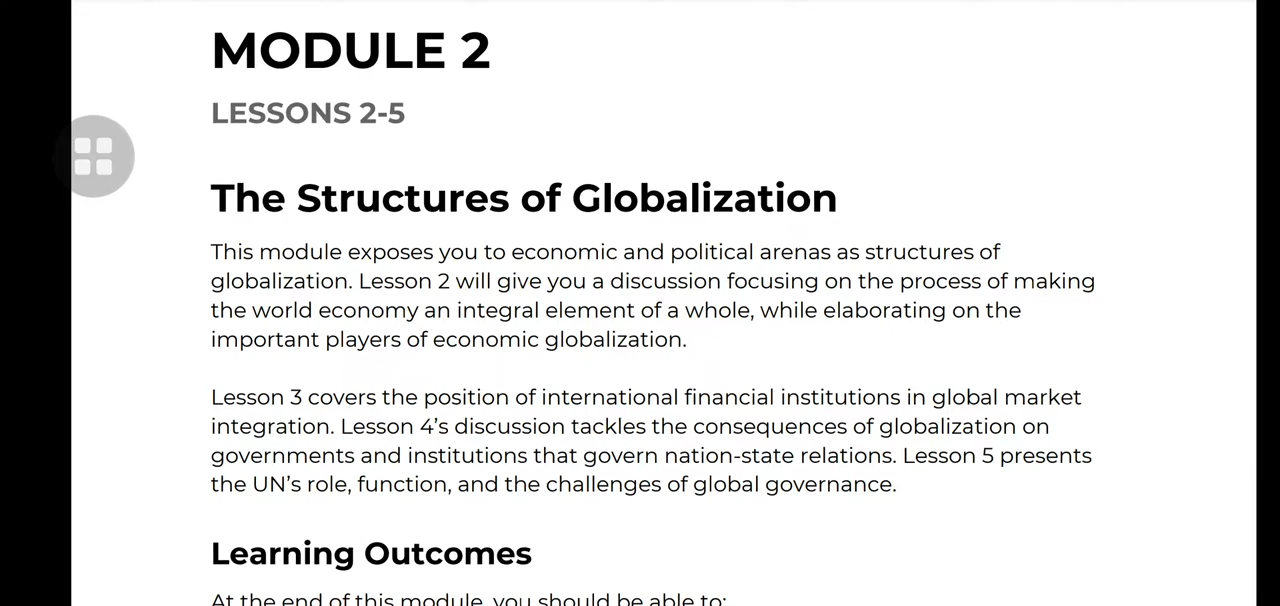 MODULE 2
LESSONS 2-5
The Structures of Globalization
This module exposes you to economic and political arenas as structures of
globalization. Lesson 2 will give you a discussion focusing on the process of making
the world economy an integral element of a whole, while elaborating on the
important players of economic globalization.
Lesson 3 covers the position of international financial institutions in global market
integration. Lesson 4’s discussion tackles the consequences of globalization on
governments and institutions that govern nation-state relations. Lesson 5 presents
the UN’s role, function, and the challenges of global governance.
Learning Outcomes
At the end of this module, you should be able to: